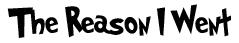 The Reason I Went